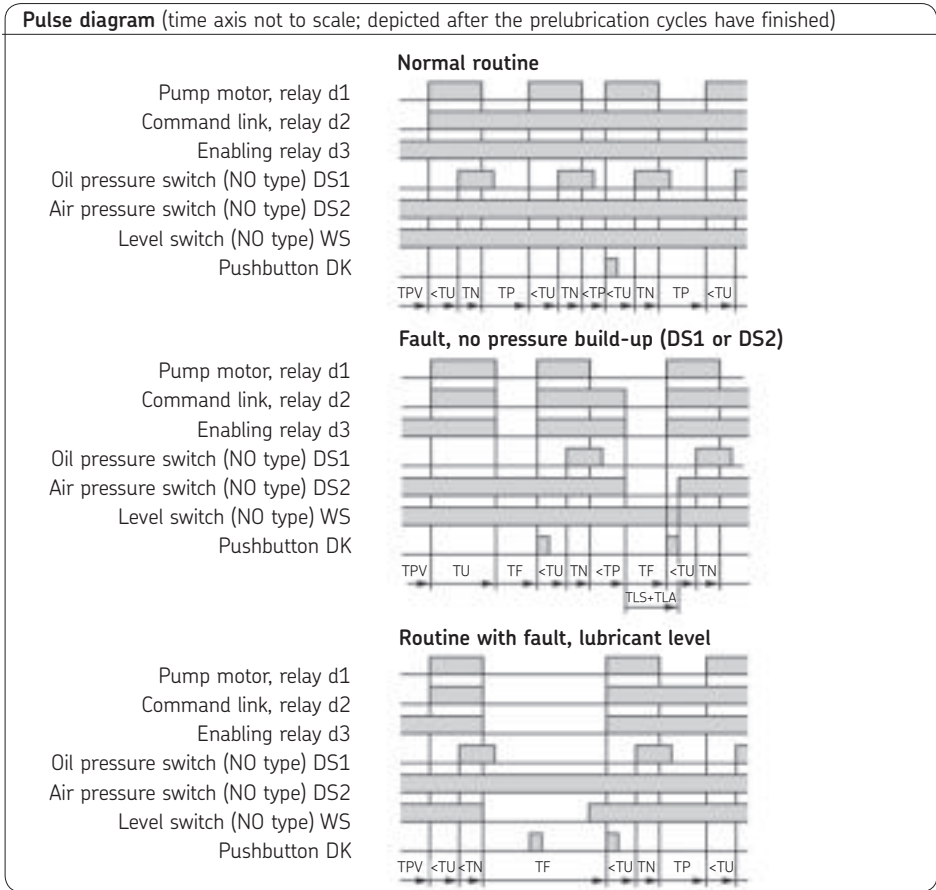 Pulse diagram (time axis not to scale; depicted after the prelubrication cycles have finished)
Normal routine
Pump motor, relay d1
Command link, relay d2
Enabling relay d3
Oil pressure switch (NO type) DS1
Air pressure switch (NO type) DS2
Level switch (NO type) WS
Pushbutton DK
TPV <TU TN TP <TU TN <TP <TU TN TP <TU
Fault, no pressure build-up (DS1 or DS2)
Pump motor, relay d1
Command link, relay d2
Enabling relay d3
Oil pressure switch (NO type) DS1
Air pressure switch (NO type) DS2
Level switch (NO type) WS
Pushbutton DK
TPV TU TF <TU TN <TP TF <TU TN
TLS+TLA
Routine with fault, lubricant level
Pump motor, relay d1
Command link, relay d2
Enabling relay d3
Oil pressure switch (NO type) DS1
Air pressure switch (NO type) DS2
Level switch (NO type) WS
Pushbutton DK
TPV <TU <TN TF <TU TN TP <TU